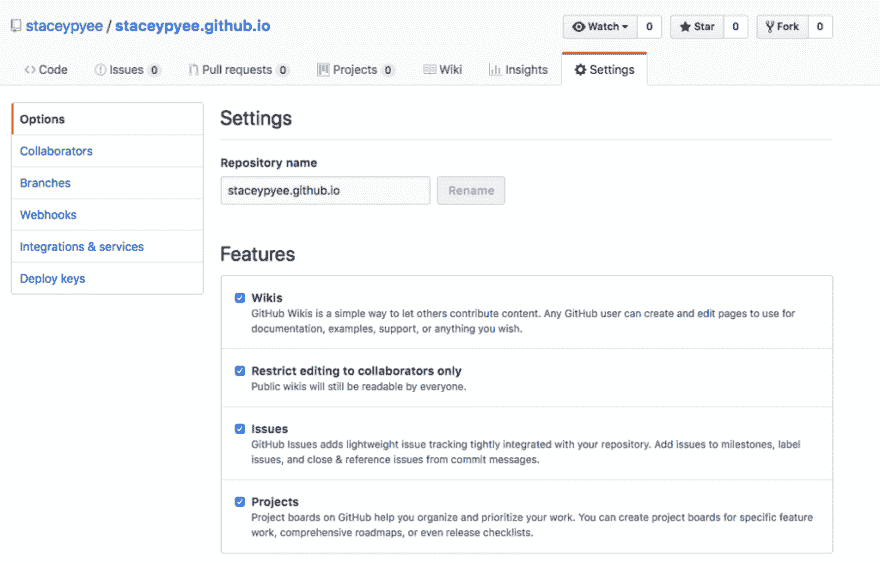 staceypyee / staceypyee.github.io
Watch 0 Star 0 Fork 0
Code Issues 0 Pull requests 0 Projects 0 Wiki Insights Settings
Options
Collaborators
Branches
Webhooks
Integrations & services
Deploy keys
Settings
Repository name
staceypyee.github.io Rename
Features
Wikis
GitHub Wikis is a simple way to let others contribute content. Any GitHub user can create and edit pages to use for
documentation, examples, support, or anything you wish.
Restrict editing to collaborators only
Public wikis will still be readable by everyone.
Issues
GitHub Issues adds lightweight issue tracking tightly integrated with your repository. Add issues to milestones, label
issues, and close & reference issues from commit messages.
Projects
Project boards on GitHub help you organize and prioritize your work. You can create project boards for specific feature
work, comprehensive roadmaps, or even release checklists.